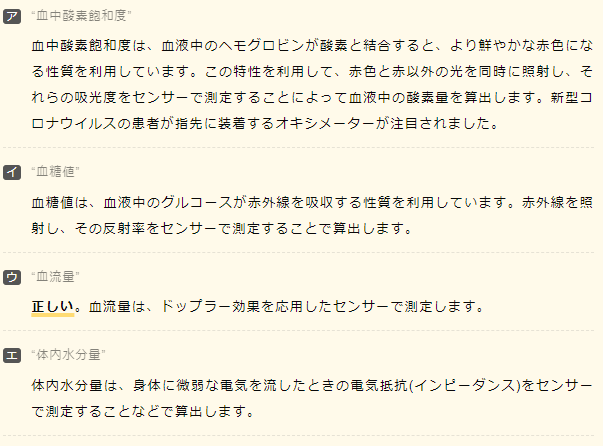 ア “血中酸素飽和度”
血中酸素飽和度は、血液中のヘモグロビンが酸素と結合すると、より鮮やかな赤色にな
る性質を利用しています。この特性を利用して、赤色と赤以外の光を同時に照射し、そ
れらの吸光度をセンサーで測定することによって血液中の酸素量を算出します。新型コ
ロナウイルスの患者が指先に装着するオキシメーターが注目されました。
イ “血糖値”
血糖値は、血液中のグルコースが赤外線を吸収する性質を利用しています。赤外線を照
射し、その反射率をセンサーで測定することで算出します。
ウ “血流量”
正しい。血流量は、ドップラー効果を応用したセンサーで測定します。
エ “体内水分量”
体内水分量は、身体に微弱な電気を流したときの電気抵抗(インピーダンス)をセンサー
で測定することなどで算出します。